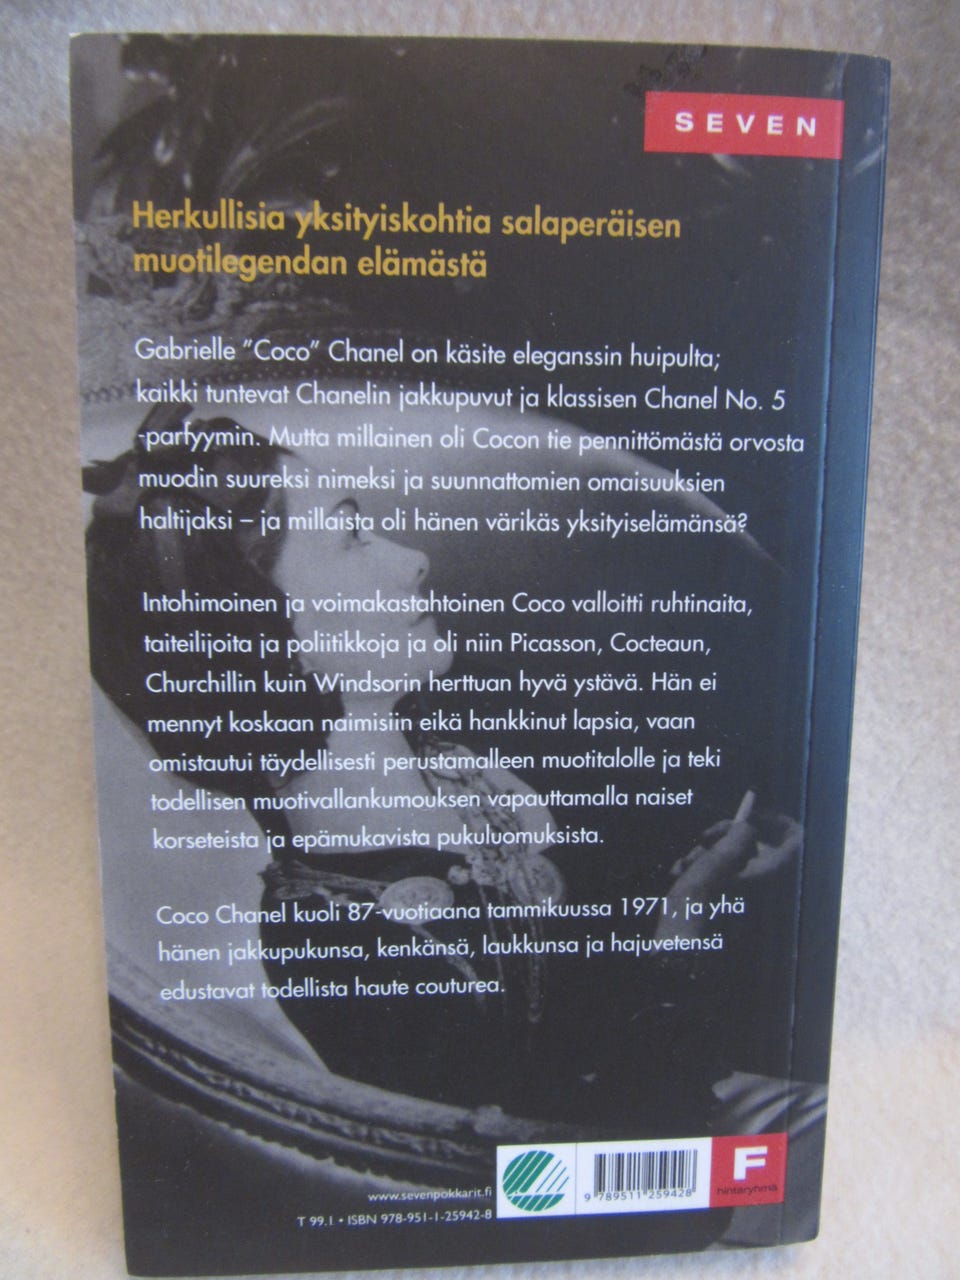 SEVEN
Herkullisia yksityiskohtia salaperäisen
muotilegendan elämästä
Gabrielle ”Coco” Chanel on käsite eleganssin huipulta;
kaikki tuntevat Chanelin jakkupuvut ja klassisen Chanel No. 5
-parfyymin. Mutta millainen oli Cocon tie pennittömästä orvosta
muodin suureksi nimeksi ja suunnattomien omaisuuksien
haltijaksi – ja millaista oli hänen värikäs yksityiselämänsä?
Intohimoinen ja voimakastahtoinen Coco valloitti ruhtinaita,
taiteilijoita ja poliitikkoja ja oli niin Picasson, Cocteaun,
Churchillin kuin Windsorin herttuan hyvä ystävä. Hän ei
mennyt koskaan naimisiin eikä hankkinut lapsia, vaan
omistautui täydellisesti perustamalleen muotitalolle ja teki
todellisen muotivallankumouksen vapauttamalla naiset
korseteista ja epämukavista pukuluomuksista.
Coco Chanel kuoli 87-vuotiaana tammikuussa 1971, ja yhä
hänen jakkupukunsa, kenkänsä, laukkunsa ja hajuvetensä
edustavat todellista haute couturea.
www.sevenpokkarit.fi
T 99.1 • ISBN 978-951-1-25942-8
9 789511 259428
F
hintaryhmä